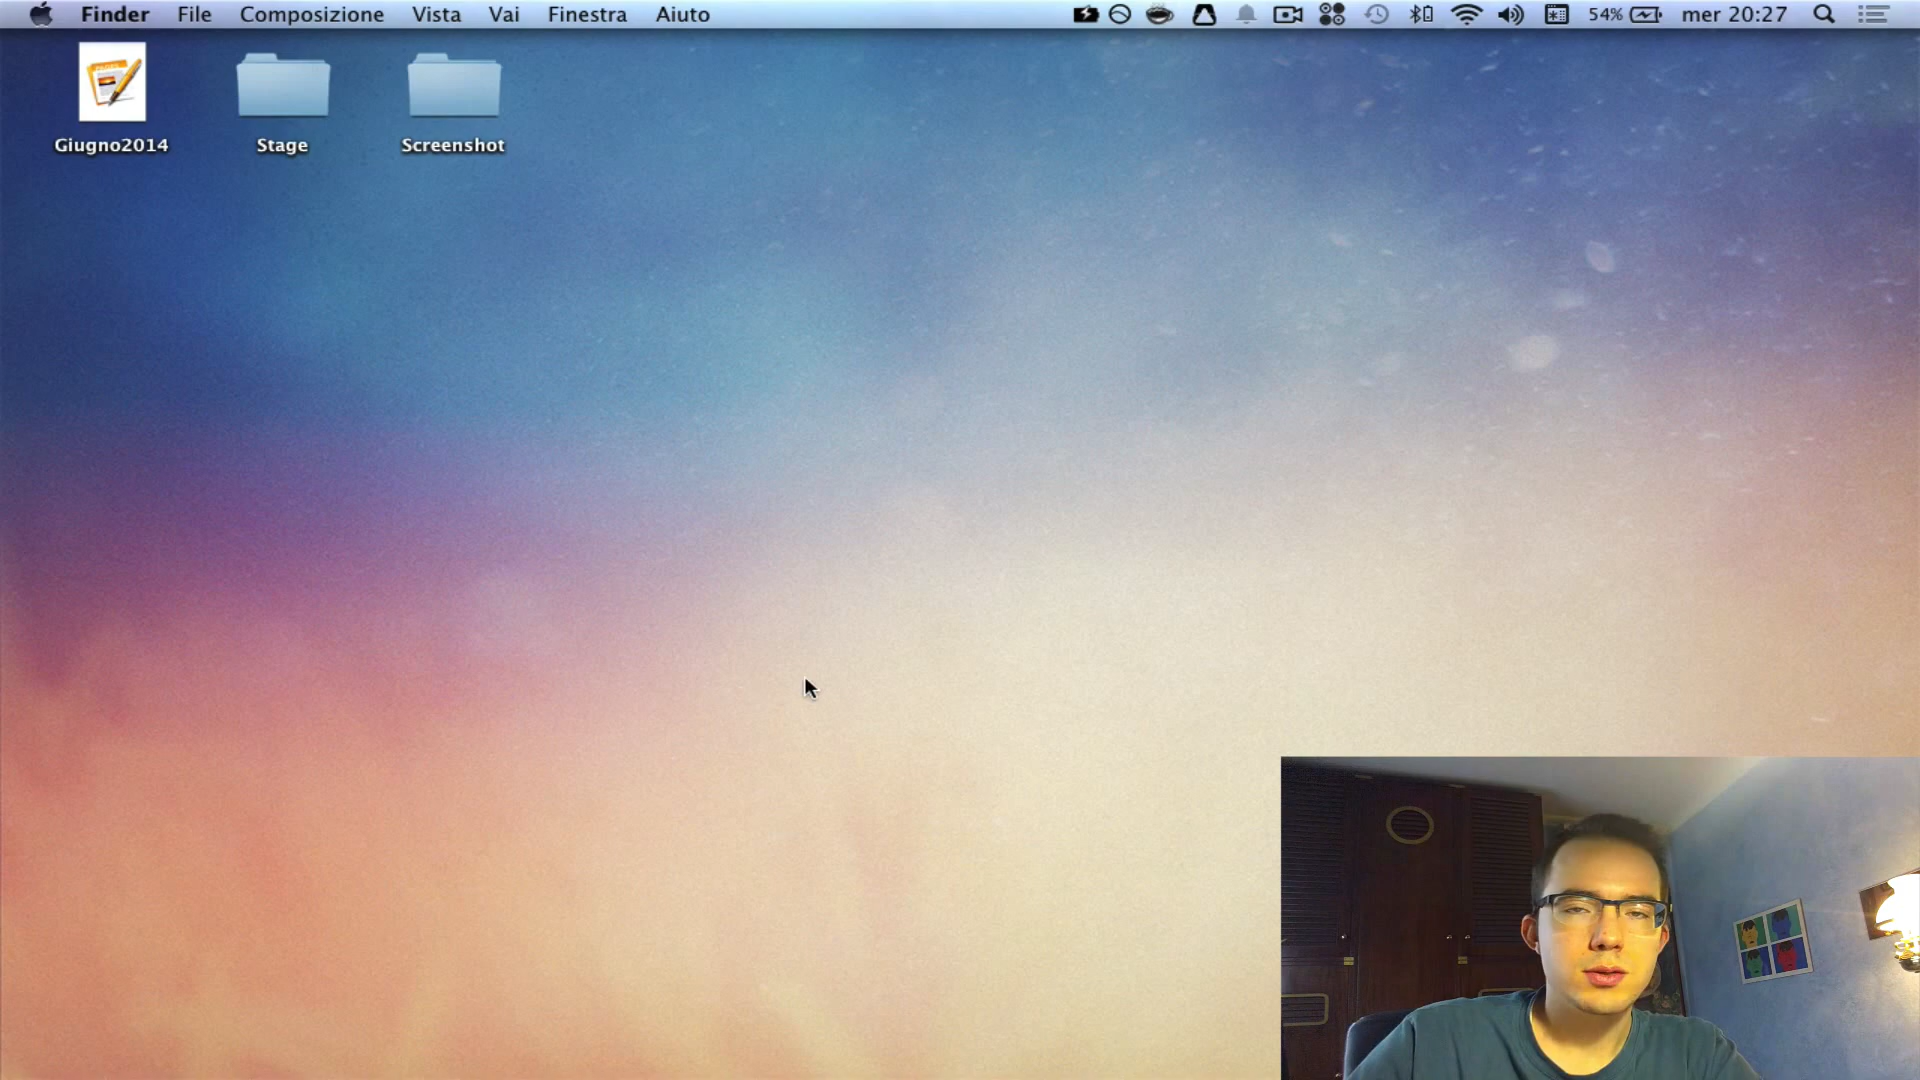 Finder File Composizione Vista Vai Finestra Aiuto 54% mer 20:27
Giugno2014 Stage Screenshot